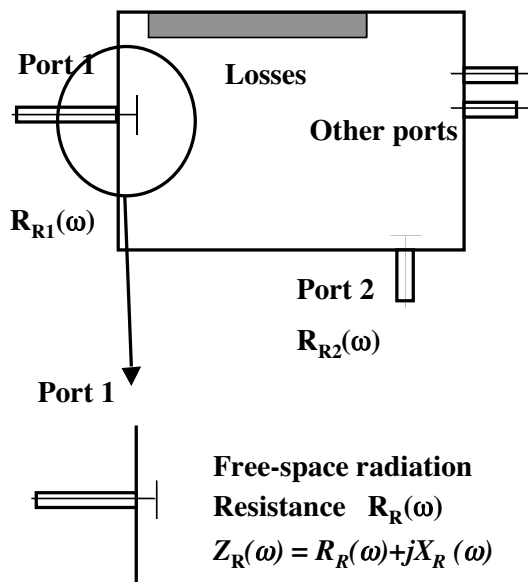 Port 1
Losses
Other ports
R_R1(ω)
Port 2
R_R2(ω)
Port 1
Free-space radiation
Resistance R_R(ω)
Z_R(ω) = R_R(ω)+jX_R (ω)